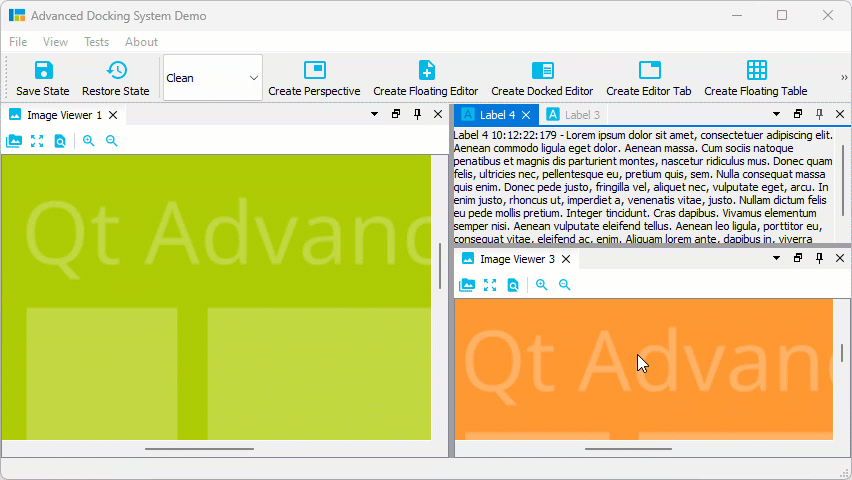 Advanced Docking System Demo
File View Tests About
Save State Restore State Clean Create Perspective Create Floating Editor Create Docked Editor Create Editor Tab Create Floating Table »
Image Viewer 1
Qt Advanc
Label 4 Label 3
Label 4 10:12:22:179 - Lorem ipsum dolor sit amet, consectetuer adipiscing elit.
Aenean commodo ligula eget dolor. Aenean massa. Cum sociis natoque
penatibus et magnis dis parturient montes, nascetur ridiculus mus. Donec quam
felis, ultricies nec, pellentesque eu, pretium quis, sem. Nulla consequat massa
quis enim. Donec pede justo, fringilla vel, aliquet nec, vulputate eget, arcu. In
enim justo, rhoncus ut, imperdiet a, venenatis vitae, justo. Nullam dictum felis
eu pede mollis pretium. Integer tincidunt. Cras dapibus. Vivamus elementum
semper nisi. Aenean vulputate eleifend tellus. Aenean leo ligula, porttitor eu,
consequat vitae, eleifend ac, enim. Aliquam lorem ante, dapibus in, viverra
Image Viewer 3
Qt Advance